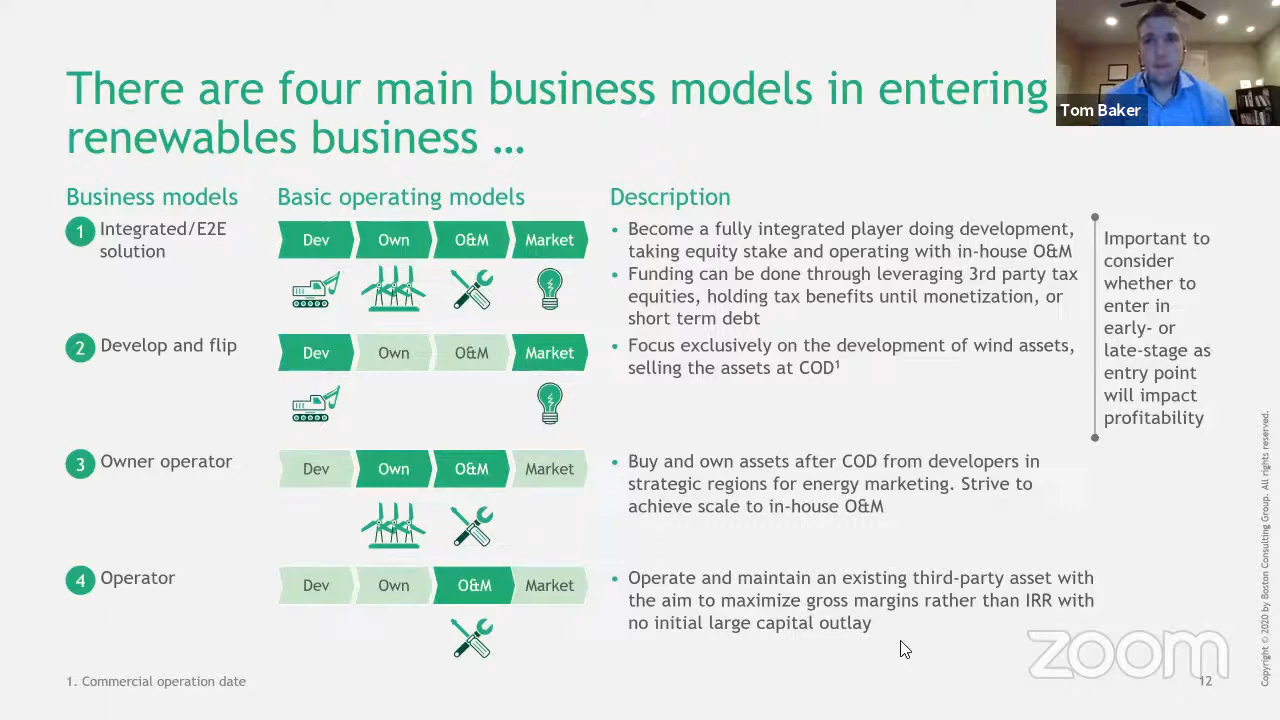 There are four main business models in entering
renewables business …
Tom Baker
Business models
Basic operating models
Description
1
Integrated/E2E
solution
Dev
Own
O&M
Market
• Become a fully integrated player doing development,
taking equity stake and operating with in-house O&M
• Funding can be done through leveraging 3rd party tax
equities, holding tax benefits until monetization, or
short term debt
2
Develop and flip
Dev
Own
O&M
Market
• Focus exclusively on the development of wind assets,
selling the assets at COD¹
Important to
consider
whether to
enter in
early- or
late-stage as
entry point
will impact
profitability
3
Owner operator
Dev
Own
O&M
Market
• Buy and own assets after COD from developers in
strategic regions for energy marketing. Strive to
achieve scale to in-house O&M
4
Operator
Dev
Own
O&M
Market
• Operate and maintain an existing third-party asset with
the aim to maximize gross margins rather than IRR with
no initial large capital outlay
1. Commercial operation date
zoom
12
Copyright © 2020 by Boston Consulting Group. All rights reserved.